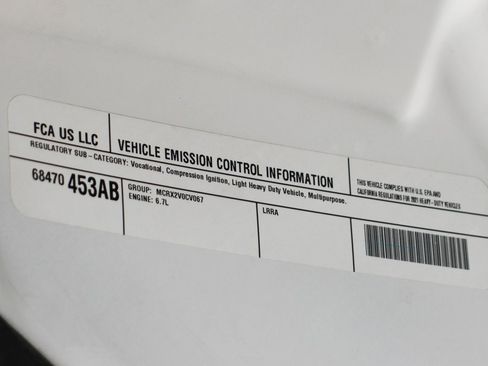 FCA US LLC
VEHICLE EMISSION CONTROL INFORMATION
THIS VEHICLE COMPLIES WITH U.S. EPA AND
CALIFORNIA REGULATIONS FOR 2021 HEAVY-DUTY VEHICLES
REGULATORY SUB-CATEGORY: Vocational, Compression Ignition, Light Heavy Duty Vehicle, Multipurpose.
68470 453AB
GROUP: MCRX2VOCV067
ENGINE: 6.7L
LRRA